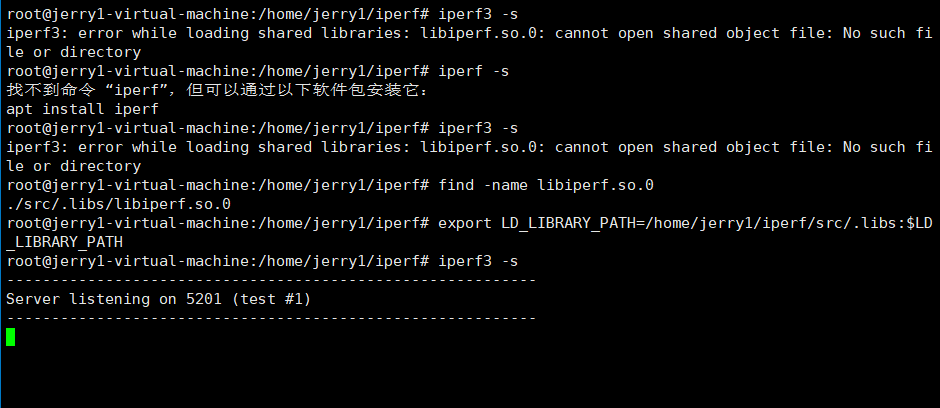 root@jerry1-virtual-machine:/home/jerry1/iperf# iperf3 -s
iperf3: error while loading shared libraries: libiperf.so.0: cannot open shared object file: No such fi
le or directory
root@jerry1-virtual-machine:/home/jerry1/iperf# iperf -s
找不到命令 “iperf”，但可以通过以下软件包安装它：
apt install iperf
root@jerry1-virtual-machine:/home/jerry1/iperf# iperf3 -s
iperf3: error while loading shared libraries: libiperf.so.0: cannot open shared object file: No such fi
le or directory
root@jerry1-virtual-machine:/home/jerry1/iperf# find -name libiperf.so.0
./src/.libs/libiperf.so.0
root@jerry1-virtual-machine:/home/jerry1/iperf# export LD_LIBRARY_PATH=/home/jerry1/iperf/src/.libs:$LD
_LIBRARY_PATH
root@jerry1-virtual-machine:/home/jerry1/iperf# iperf3 -s
-----------------------------------------------------------
Server listening on 5201 (test #1)
-----------------------------------------------------------